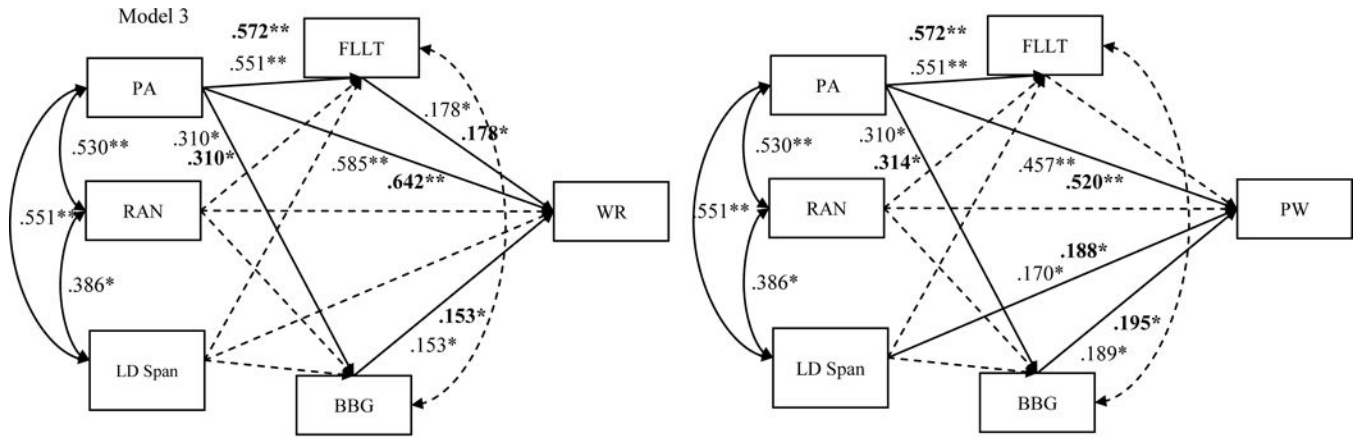 Model 3
.572**
.551**
FLLT
PA
.178*
.178*
.310*
.310*
.530**
.585**
.642**
RAN
WR
.551**
.386*
LD Span
.153*
.153*
BBG
.572**
.551**
FLLT
PA
.310*
.314*
.530**
.457**
.520**
RAN
PW
.551**
.188*
.170*
.386*
LD Span
.195*
.189*
BBG